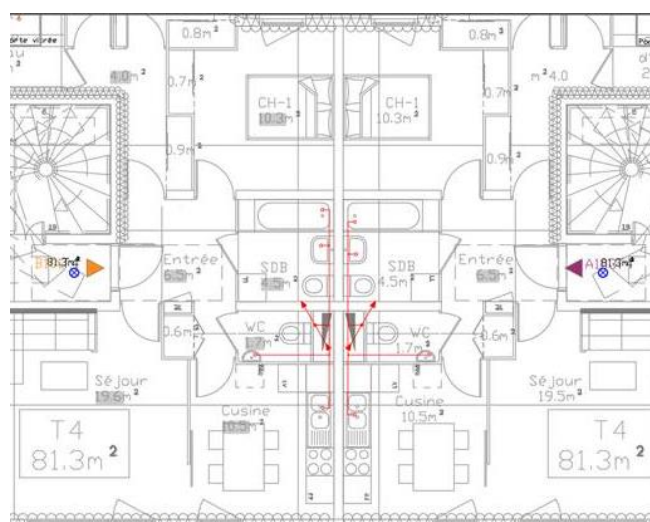 0.8m²
0.8m²
4.0²
m² 4.0
0.7m²
0.7m²
CH-1
10.3m²
CH-1
10.3m²
0.9m²
0.9m²
Entrée
6.5m²
SDB
4.5m²
SDB
4.5m²
Entrée
6.5m²
0.6m²
WC
1.7m²
WC
1.7m²
0.6m²
Séjour
19.6m²
Cusine
10.5m²
Cusine
10.5m²
Séjour
19.5m²
T4
81.3m²
T4
81.3m²